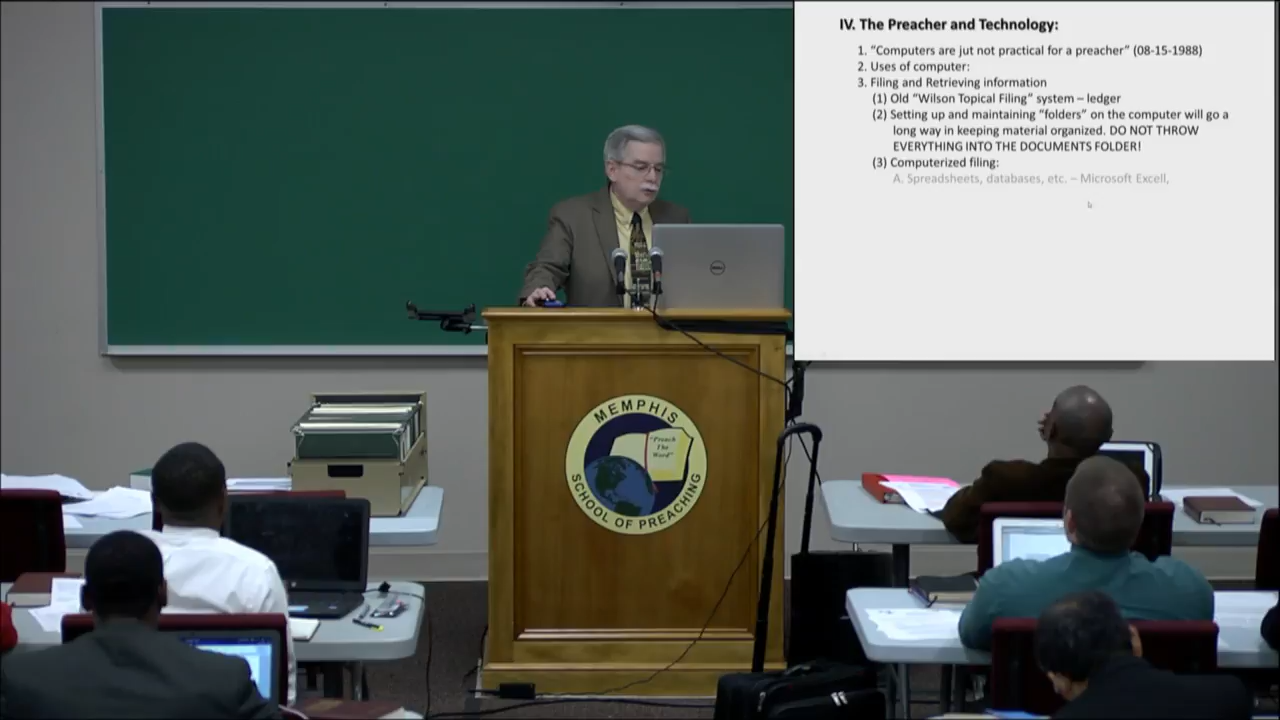 IV. The Preacher and Technology:
1. “Computers are jut not practical for a preacher” (08-15-1988)
2. Uses of computer:
3. Filing and Retrieving information
(1) Old “Wilson Topical Filing” system – ledger
(2) Setting up and maintaining “folders” on the computer will go a
long way in keeping material organized. DO NOT THROW
EVERYTHING INTO THE DOCUMENTS FOLDER!
(3) Computerized filing:
A. Spreadsheets, databases, etc. – Microsoft Excell,
DELL
MEMPHIS
"Preach
The
Word"
SCHOOL OF PREACHING